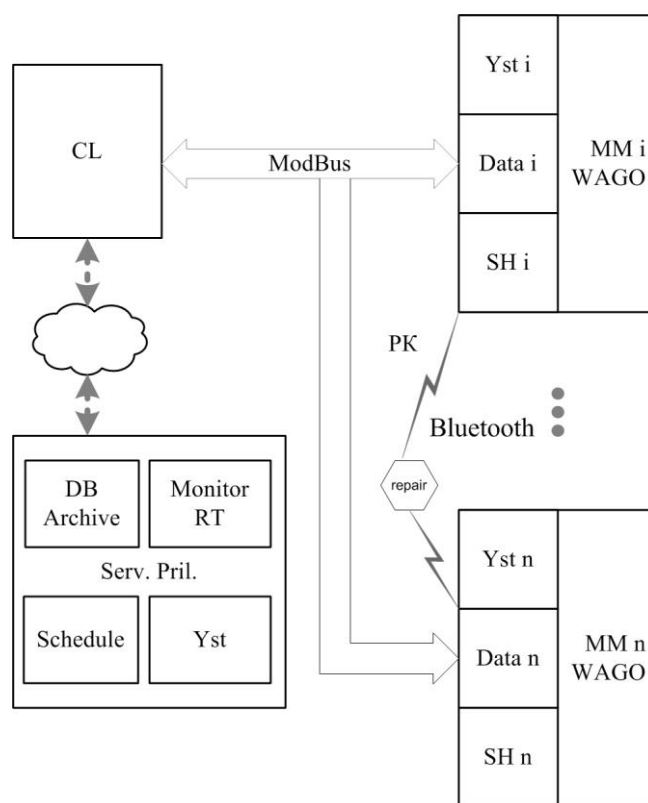 Yst i
CL
ModBus
Data i
MM i
WAGO
SH i
РК
Bluetooth
repair
DB
Archive
Monitor
RT
Serv. Pril.
Schedule
Yst
Yst n
Data n
MM n
WAGO
SH n